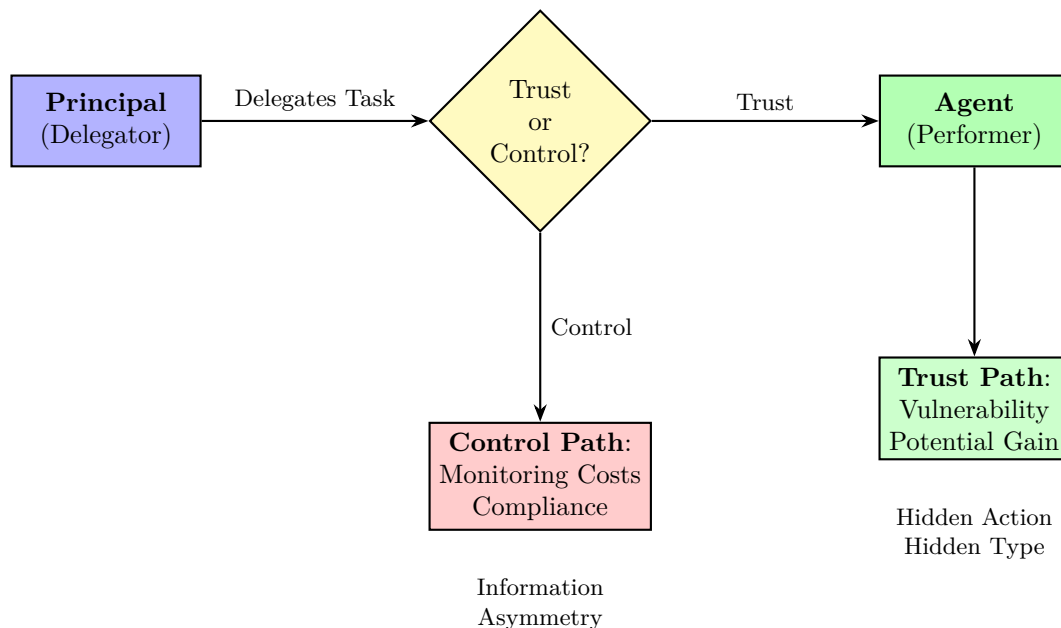 Principal
(Delegator)
Delegates Task
Trust
or
Control?
Trust
Agent
(Performer)
Control
Trust Path:
Vulnerability
Potential Gain
Control Path:
Monitoring Costs
Compliance
Hidden Action
Hidden Type
Information
Asymmetry